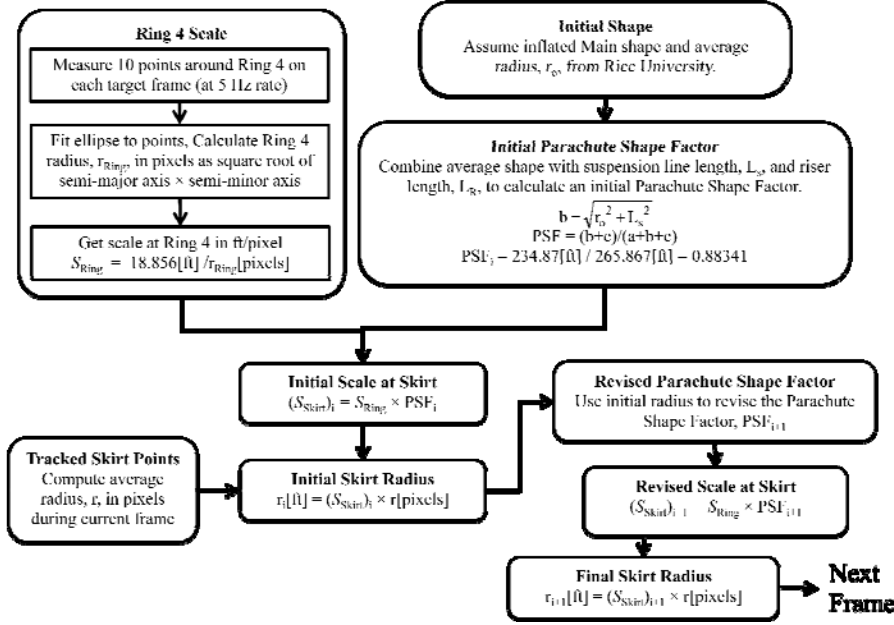 Ring 4 Scale
Measure 10 points around Ring 4 on
each target frame (at 5 Hz rate)
Fit ellipse to points, Calculate Ring 4
radius, r_Ring, in pixels as square root of
semi-major axis × semi-minor axis
Get scale at Ring 4 in ft/pixel
S_Ring = 18.856[ft] /r_Ring[pixels]
Initial Shape
Assume inflated Main shape and average
radius, r_o, from Rice University.
Initial Parachute Shape Factor
Combine average shape with suspension line length, L_s, and riser
length, L_R, to calculate an initial Parachute Shape Factor.
b = √r_o² + L_s²
PSF = (b+c)/(a+b+c)
PSF_i = 234.87[ft] / 265.867[ft] = 0.88341
Initial Scale at Skirt
(S_Skirt)_i = S_Ring × PSF_i
Tracked Skirt Points
Compute average
radius, r, in pixels
during current frame
Initial Skirt Radius
r_i[ft] = (S_Skirt)_i × r[pixels]
Revised Parachute Shape Factor
Use initial radius to revise the Parachute
Shape Factor, PSF_i+1
Revised Scale at Skirt
(S_Skirt)_i+1 S_Ring × PSF_i+1
Final Skirt Radius
r_i+1[ft] = (S_Skirt)_i+1 × r[pixels]
Next
Frame